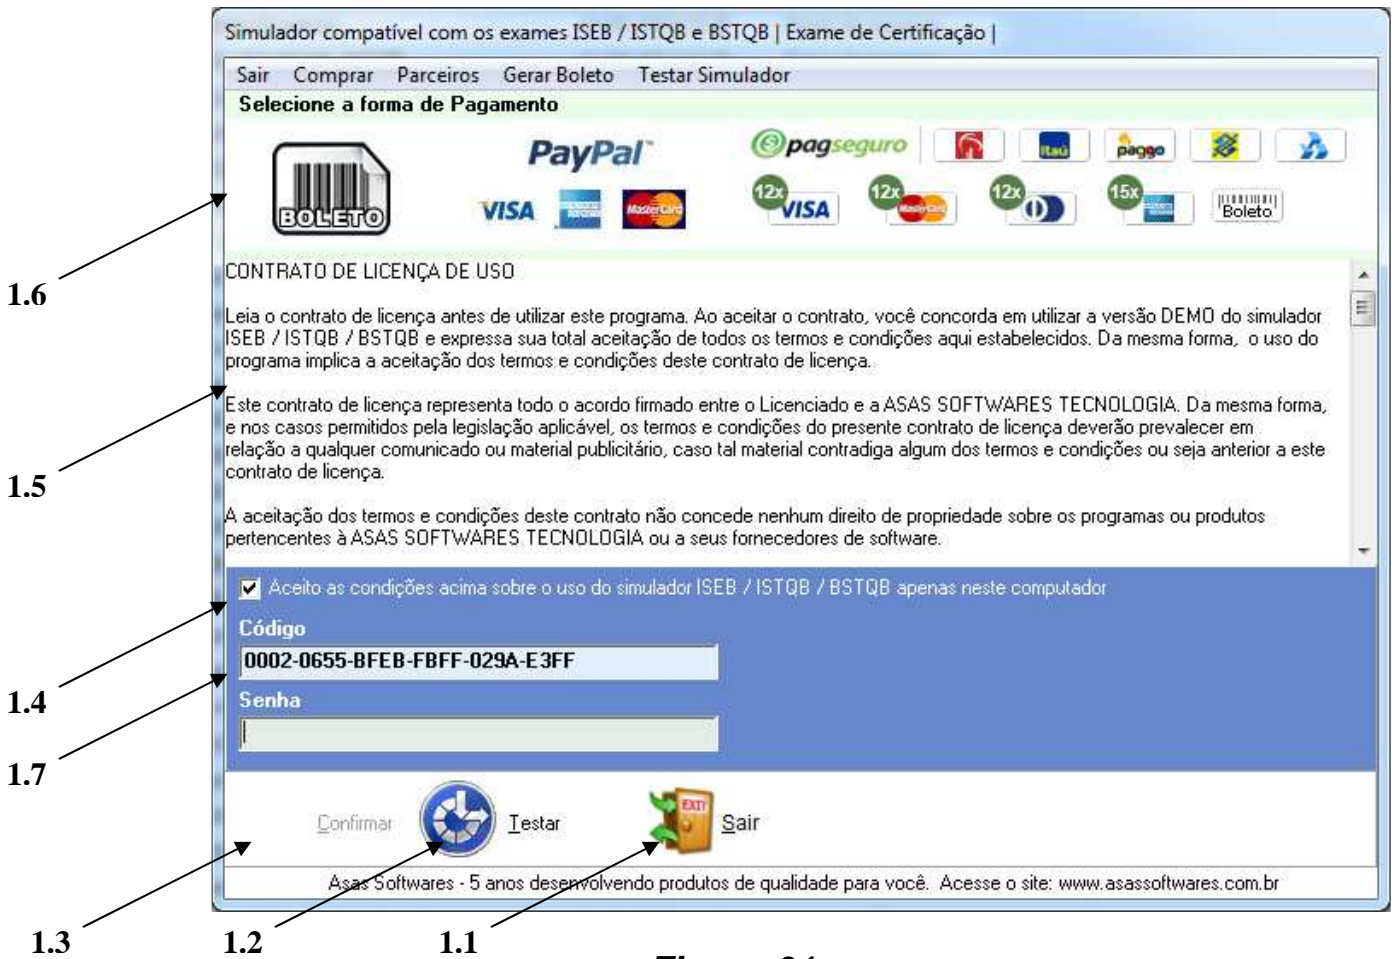 Simulador compatível com os exames ISEB / ISTQB e BSTQB | Exame de Certificação |
Sair Comprar Parceiros Gerar Boleto Testar Simulador
Selecione a forma de Pagamento
BOLETO
PayPal™
VISA
MasterCard
pagseguro
Itaú
paggo
12x VISA
12x MasterCard
12x
15x
Boleto
1.6
CONTRATO DE LICENÇA DE USO
Leia o contrato de licença antes de utilizar este programa. Ao aceitar o contrato, você concorda em utilizar a versão DEMO do simulador
ISEB / ISTQB / BSTQB e expressa sua total aceitação de todos os termos e condições aqui estabelecidos. Da mesma forma, o uso do
programa implica a aceitação dos termos e condições deste contrato de licença.
Este contrato de licença representa todo o acordo firmado entre o Licenciado e a ASAS SOFTWARES TECNOLOGIA. Da mesma forma,
e nos casos permitidos pela legislação aplicável, os termos e condições do presente contrato de licença deverão prevalecer em
relação a qualquer comunicado ou material publicitário, caso tal material contradiga algum dos termos e condições ou seja anterior a este
contrato de licença.
1.5
A aceitação dos termos e condições deste contrato não concede nenhum direito de propriedade sobre os programas ou produtos
pertencentes à ASAS SOFTWARES TECNOLOGIA ou a seus fornecedores de software.
Aceito as condições acima sobre o uso do simulador ISEB / ISTQB / BSTQB apenas neste computador
Código
0002-0655-BFEB-FBFF-029A-E3FF
1.4
Senha
1.7
Confirmar
Testar
EXIT
Sair
Asas Softwares - 5 anos desenvolvendo produtos de qualidade para você. Acesse o site: www.asassoftwares.com.br
1.3 1.2 1.1